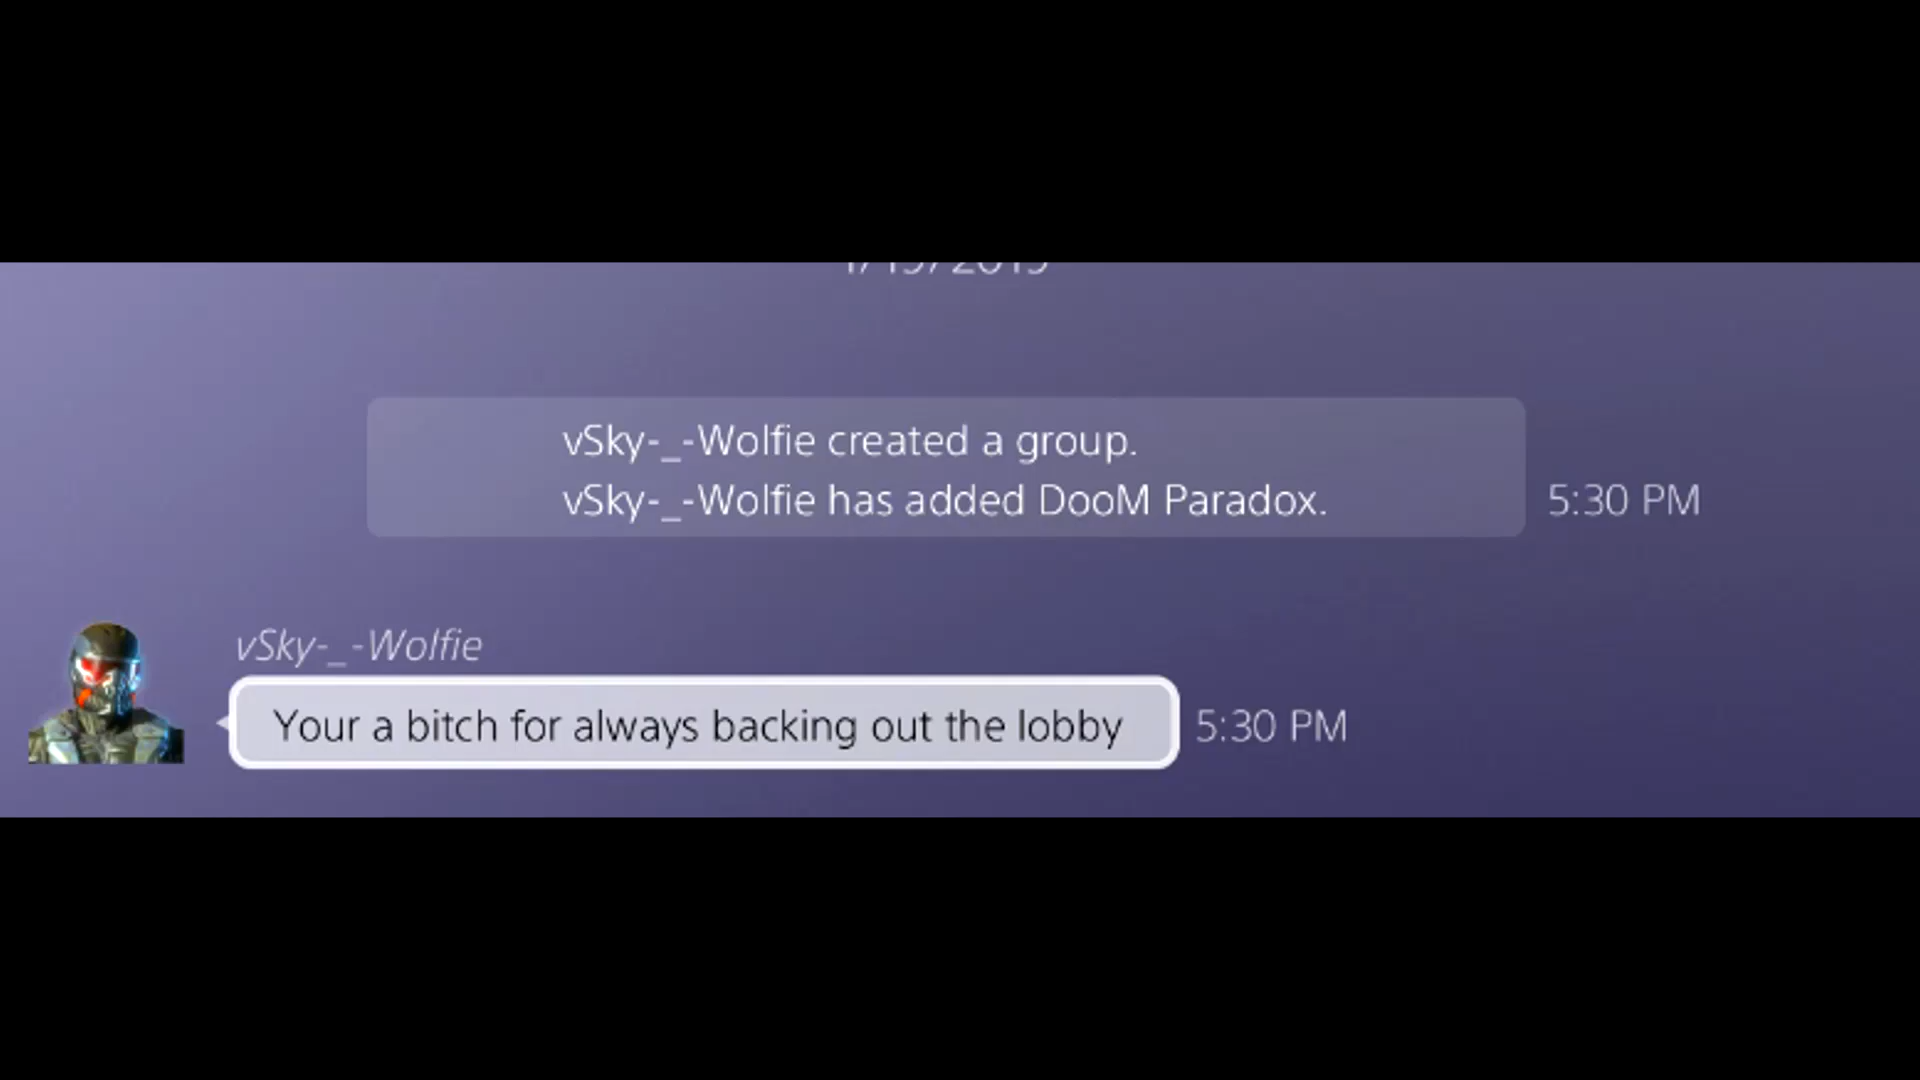 vSky-_-Wolfie created a group.
vSky-_-Wolfie has added DooM Paradox.
5:30 PM
vSky-_-Wolfie
Your a bitch for always backing out the lobby
5:30 PM